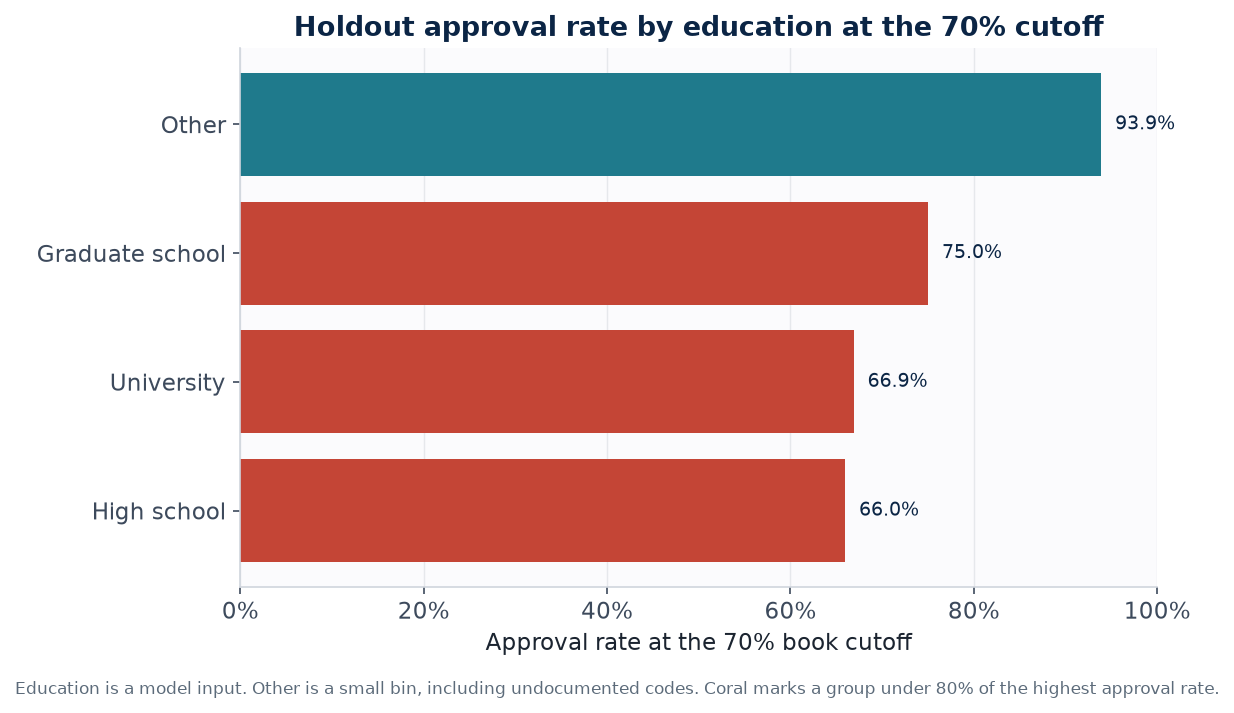 Holdout approval rate by education at the 70% cutoff
Other
93.9%
Graduate school
75.0%
University
66.9%
High school
66.0%
0%
20%
40%
60%
80%
100%
Approval rate at the 70% book cutoff
Education is a model input. Other is a small bin, including undocumented codes. Coral marks a group under 80% of the highest approval rate.